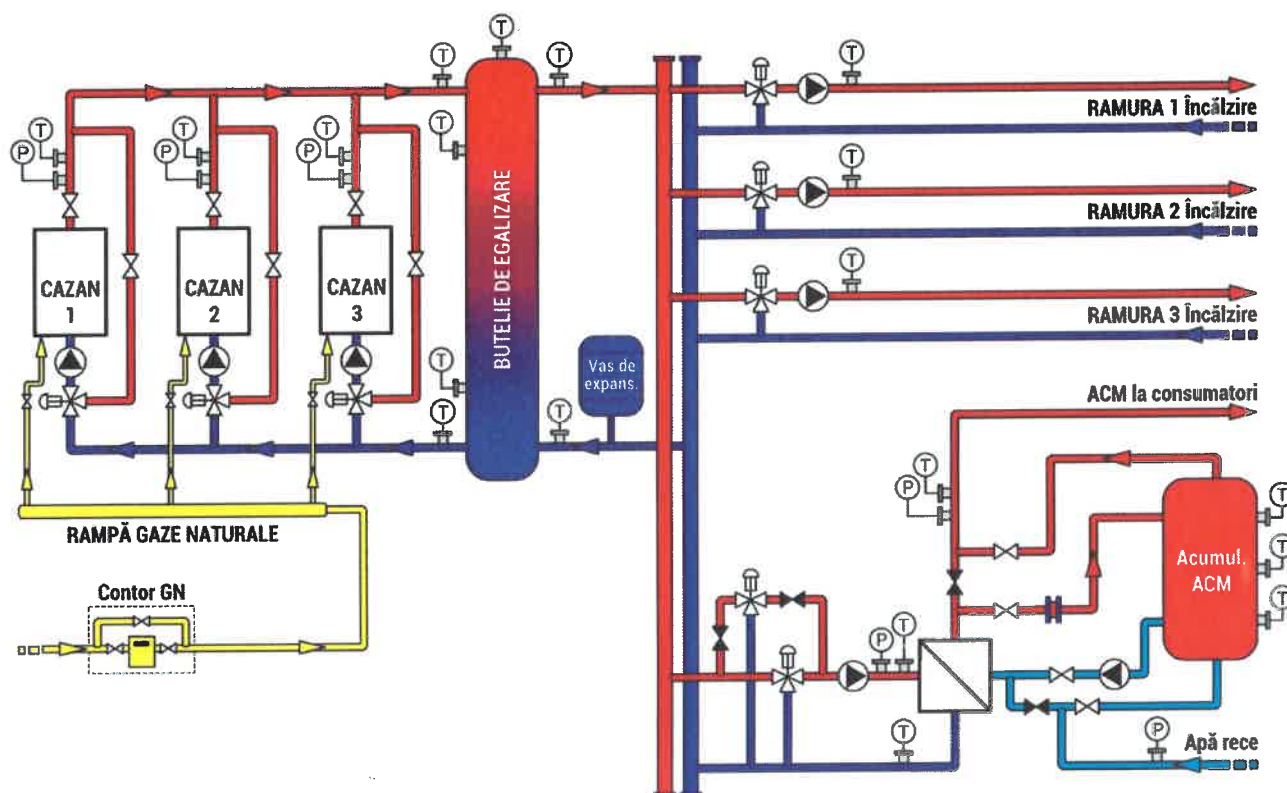 T
T
T
T
RAMURA 1 Încălzire
T
P
T
P
T
P
T
T
RAMURA 2 Încălzire
CAZAN
1
CAZAN
2
CAZAN
3
BUTELIE DE EGALIZARE
T
RAMURA 3 Încălzire
T
T
T
Vas de
expans.
ACM la consumatori
RAMPĂ GAZE NATURALE
T
P
T
T
T
Acumul.
ACM
Contor GN
P
T
T
P
Apă rece